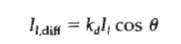 I_{l,diff} = k_d I_l cos θ